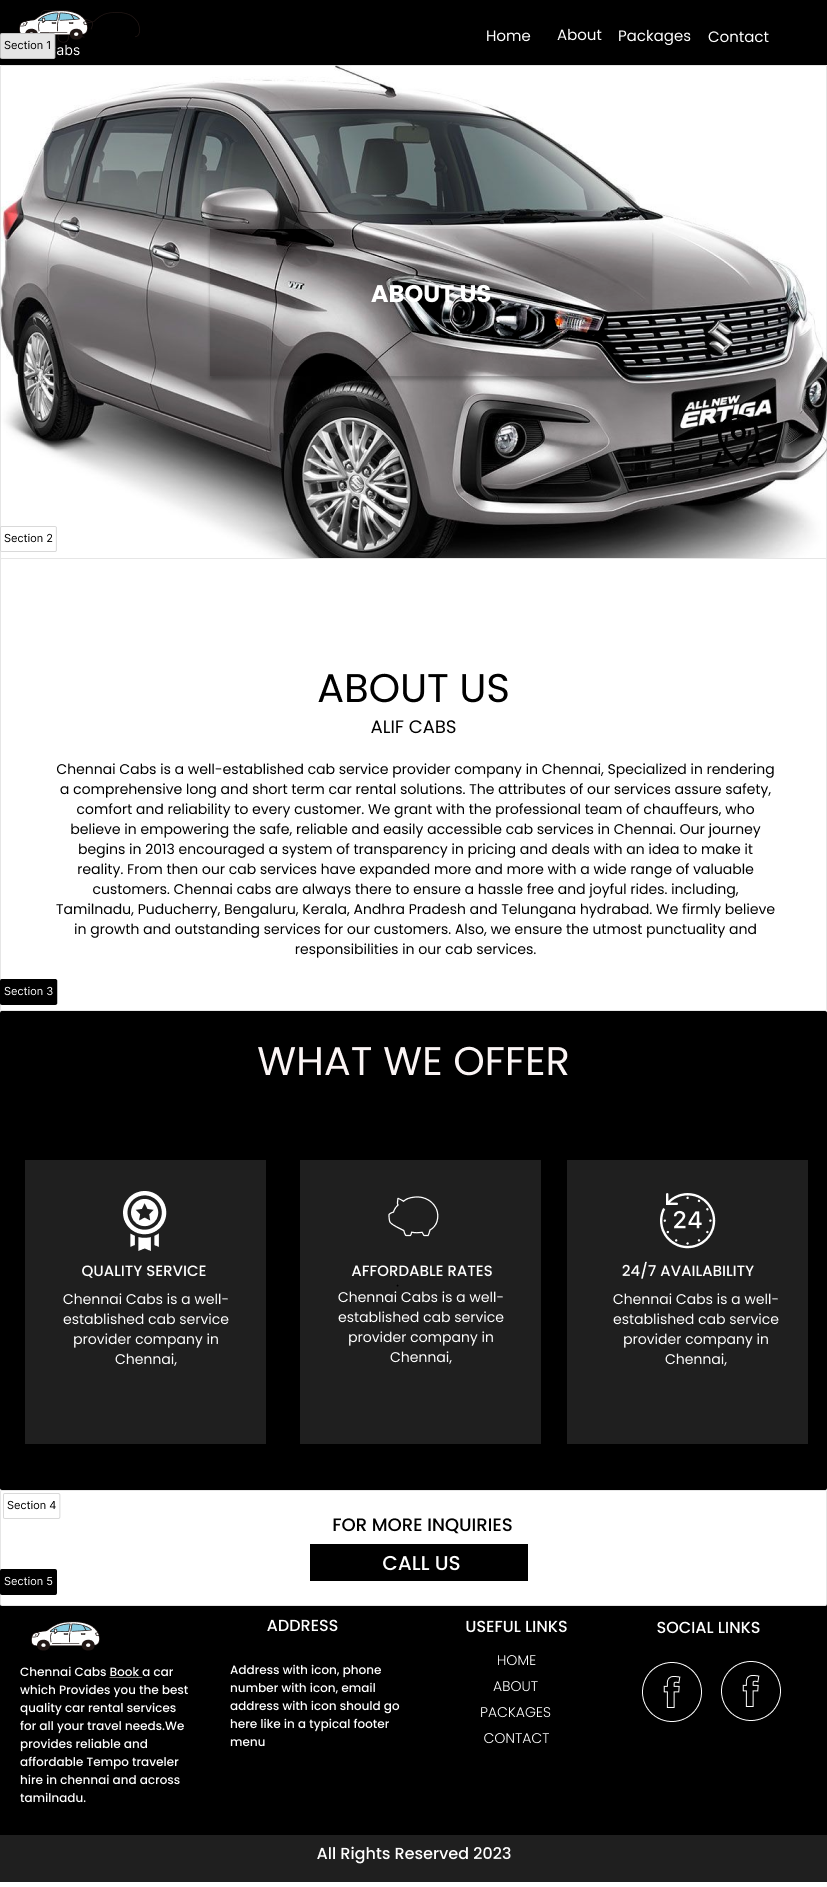 Home About Packages Contact
Section 1
abs
ABOUT US
ALL NEW
ERTIGA
Section 2
ABOUT US
ALIF CABS
Chennai Cabs is a well-established cab service provider company in Chennai, Specialized in rendering
a comprehensive long and short term car rental solutions. The attributes of our services assure safety,
comfort and reliability to every customer. We grant with the professional team of chauffeurs, who
believe in empowering the safe, reliable and easily accessible cab services in Chennai. Our journey
begins in 2013 encouraged a system of transparency in pricing and deals with an idea to make it
reality. From then our cab services have expanded more and more with a wide range of valuable
customers. Chennai cabs are always there to ensure a hassle free and joyful rides. including,
Tamilnadu, Puducherry, Bengaluru, Kerala, Andhra Pradesh and Telungana hydrabad. We firmly believe
in growth and outstanding services for our customers. Also, we ensure the utmost punctuality and
responsibilities in our cab services.
Section 3
WHAT WE OFFER
QUALITY SERVICE
Chennai Cabs is a well-
established cab service
provider company in
Chennai,
AFFORDABLE RATES
Chennai Cabs is a well-
established cab service
provider company in
Chennai,
24
24/7 AVAILABILITY
Chennai Cabs is a well-
established cab service
provider company in
Chennai,
Section 4
FOR MORE INQUIRIES
CALL US
Section 5
Chennai Cabs Book a car
which Provides you the best
quality car rental services
for all your travel needs.We
provides reliable and
affordable Tempo traveler
hire in chennai and across
tamilnadu.
ADDRESS
Address with icon, phone
number with icon, email
address with icon should go
here like in a typical footer
menu
USEFUL LINKS
HOME
ABOUT
PACKAGES
CONTACT
SOCIAL LINKS
All Rights Reserved 2023